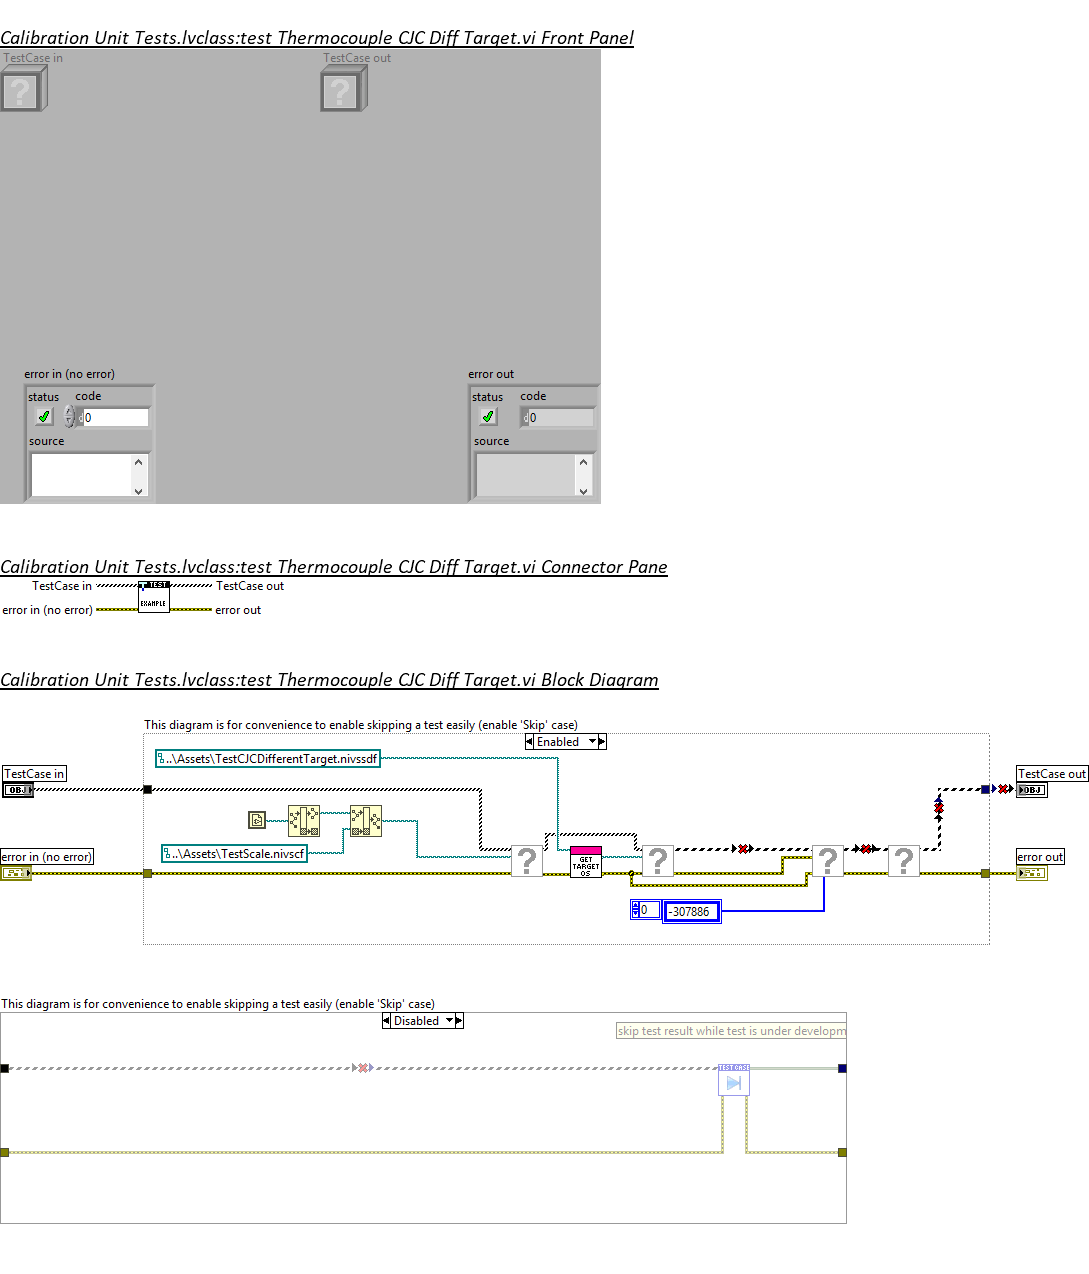 Calibration Unit Tests.lvclass:test Thermocouple CJC Diff Target.vi Front Panel
TestCase in
TestCase out
?
?
error in (no error)
error out
status
code
status
code
d
0
d
0
source
source
Calibration Unit Tests.lvclass:test Thermocouple CJC Diff Target.vi Connector Pane
TestCase in
TEST
TestCase out
error in (no error)
EXAMPLE
error out
Calibration Unit Tests.lvclass:test Thermocouple CJC Diff Target.vi Block Diagram
This diagram is for convenience to enable skipping a test easily (enable 'Skip' case)
Enabled
..\Assets\TestCJCDifferentTarget.nivssdf
TestCase in
OBJ
TestCase out
OBJ
..\Assets\TestScale.nivscf
error in (no error)
?
GET
TARGET
OS
?
?
?
error out
0
-307886
This diagram is for convenience to enable skipping a test easily (enable 'Skip' case)
Disabled
skip test result while test is under developm
TEST CASE